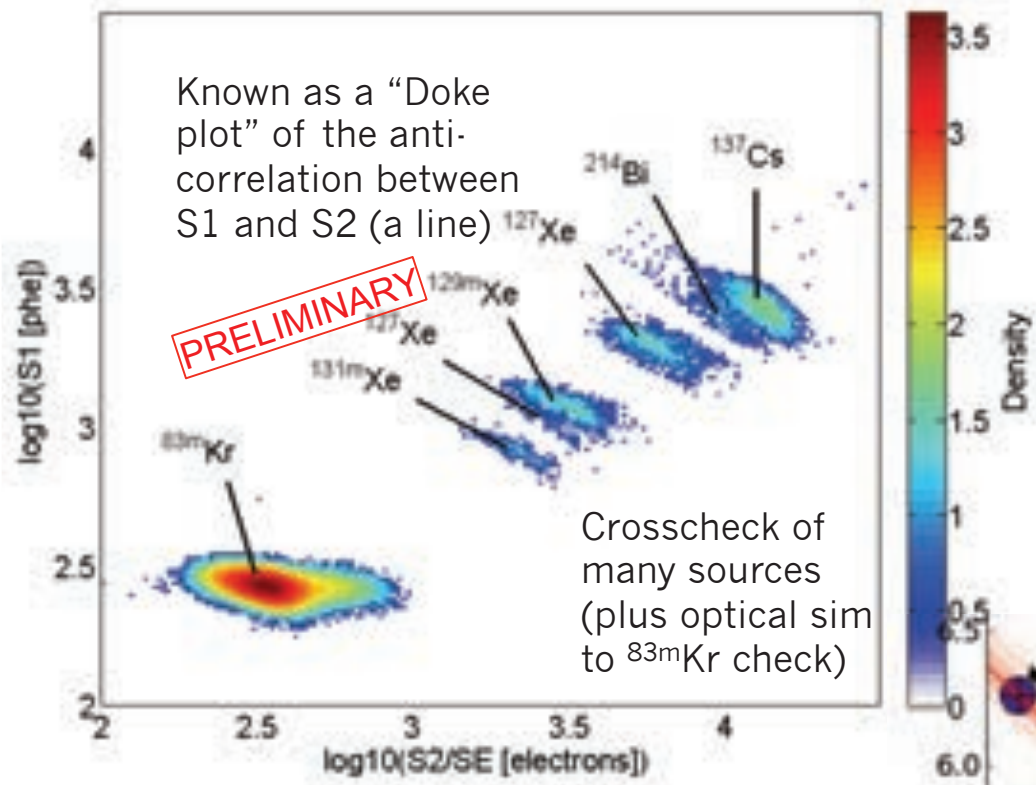 Known as a “Doke
plot” of the anti-
correlation between
S1 and S2 (a line)
PRELIMINARY
137Cs
214Bi
127Xe
129mXe
127Xe
131mXe
83mKr
Crosscheck of
many sources
(plus optical sim
to 83mKr check)
log10(S1 [phe])
4
3.5
3
2.5
2
2
2.5
3
3.5
4
log10(S2/SE [electrons])
3.5
3
2.5
2
1.5
1
0.5
0
Density
6.5
6.0